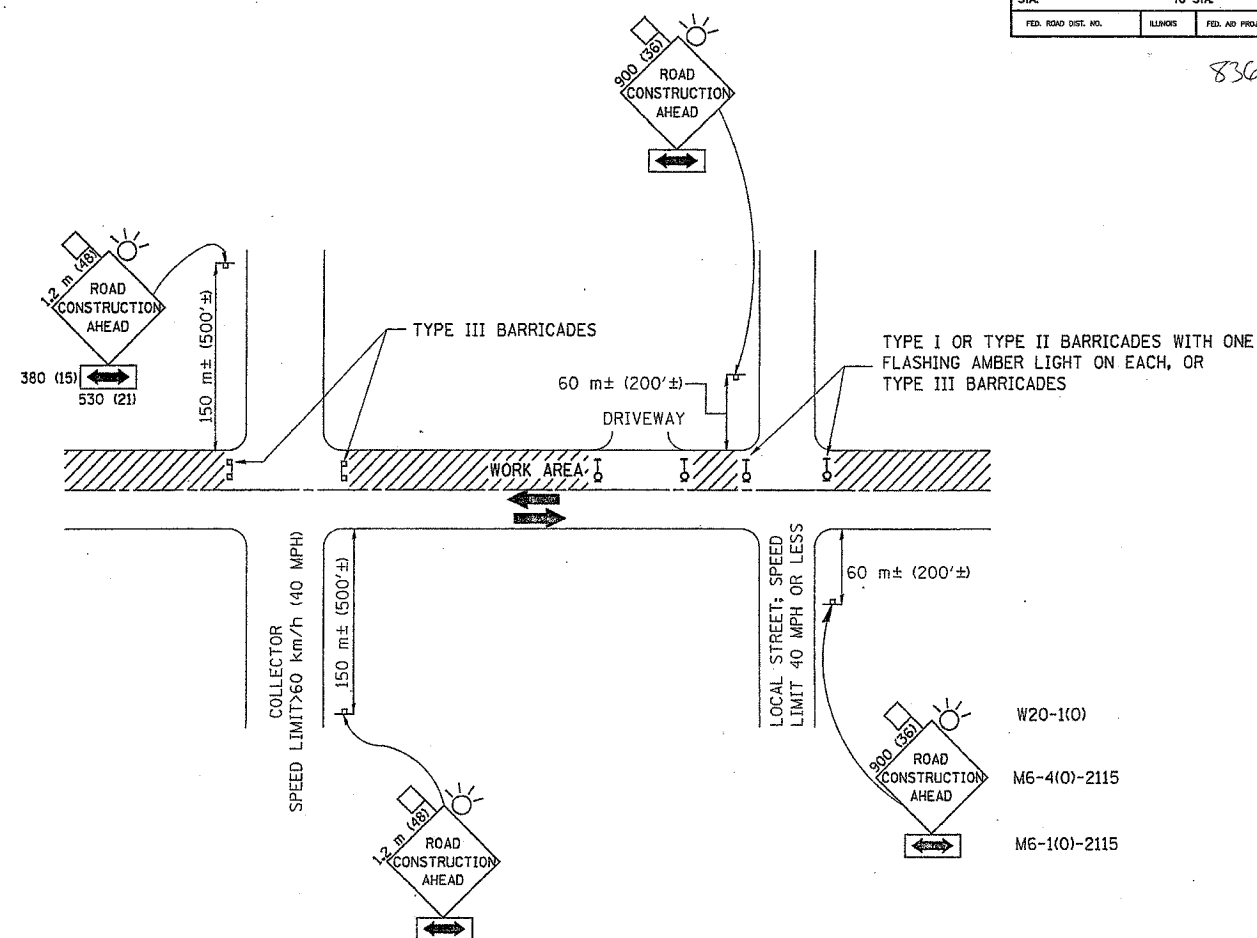 STA. TO STA.
FED. ROAD DIST. NO. ILLINOIS FED. AID
836
900 (36)
ROAD
CONSTRUCTION
AHEAD
1.2 m (48)
ROAD
CONSTRUCTION
AHEAD
380 (15)
530 (21)
150 m± (500'±)
TYPE III BARRICADES
60 m± (200'±)
DRIVEWAY
TYPE I OR TYPE II BARRICADES WITH ONE
FLASHING AMBER LIGHT ON EACH, OR
TYPE III BARRICADES
WORK AREA
COLLECTOR
SPEED LIMIT>60 km/h (40 MPH)
150 m± (500'±)
LOCAL STREET; SPEED
LIMIT 40 MPH OR LESS
60 m± (200'±)
1.2 m (48)
ROAD
CONSTRUCTION
AHEAD
900 (36)
ROAD
CONSTRUCTION
AHEAD
W20-1(O)
M6-4(O)-2115
M6-1(O)-2115